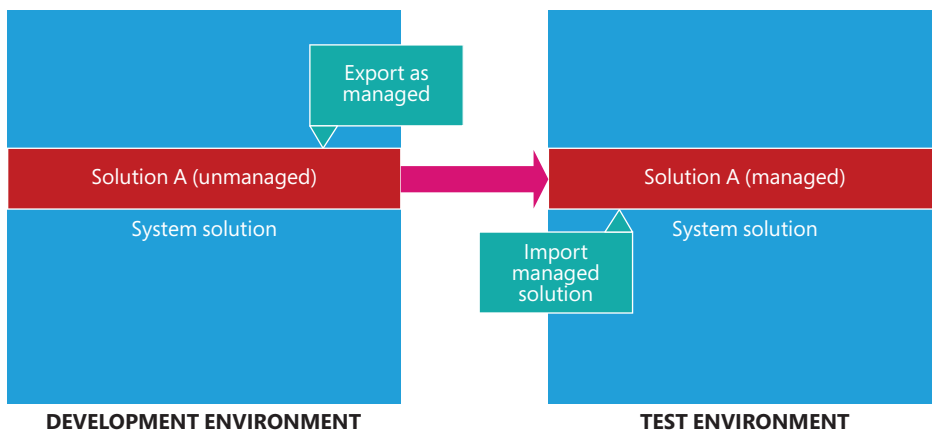 Export as
managed
Solution A (unmanaged)
Solution A (managed)
System solution
System solution
Import
managed
solution
DEVELOPMENT ENVIRONMENT
TEST ENVIRONMENT